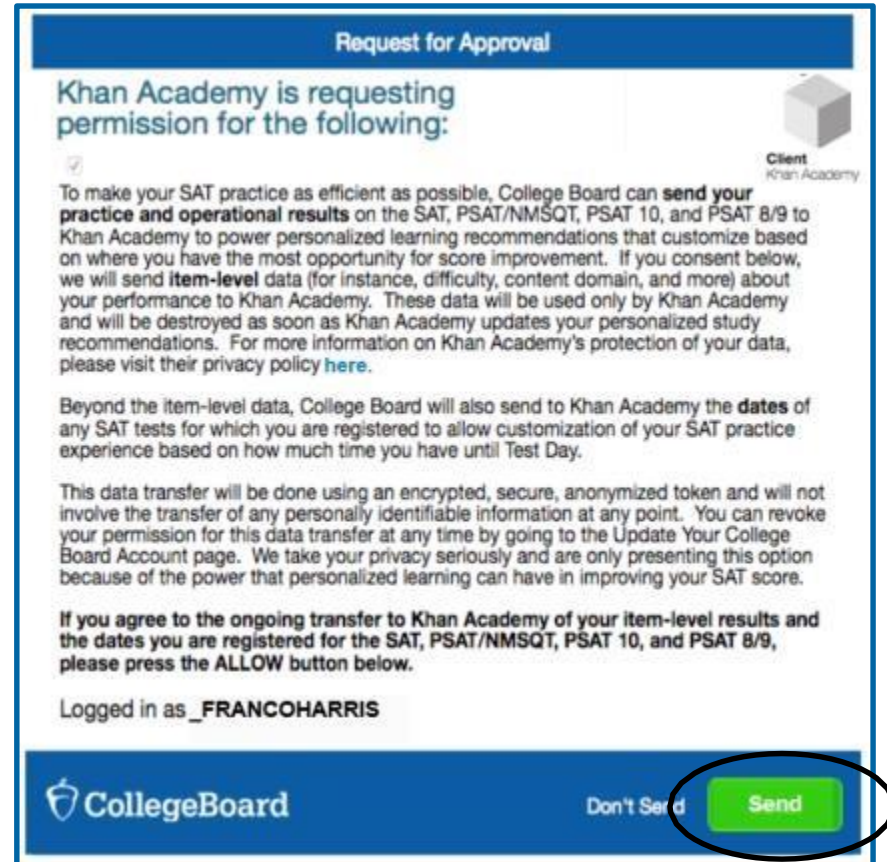 Request for Approval
Khan Academy is requesting
permission for the following:
Client
Khan Academy
To make your SAT practice as efficient as possible, College Board can send your
practice and operational results on the SAT, PSAT/NMSQT, PSAT 10, and PSAT 8/9 to
Khan Academy to power personalized learning recommendations that customize based
on where you have the most opportunity for score improvement. If you consent below,
we will send item-level data (for instance, difficulty, content domain, and more) about
your performance to Khan Academy. These data will be used only by Khan Academy
and will be destroyed as soon as Khan Academy updates your personalized study
recommendations. For more information on Khan Academy's protection of your data,
please visit their privacy policy here.
Beyond the item-level data, College Board will also send to Khan Academy the dates of
any SAT tests for which you are registered to allow customization of your SAT practice
experience based on how much time you have until Test Day.
This data transfer will be done using an encrypted, secure, anonymized token and will not
involve the transfer of any personally identifiable information at any point. You can revoke
your permission for this data transfer at any time by going to the Update Your College
Board Account page. We take your privacy seriously and are only presenting this option
because of the power that personalized learning can have in improving your SAT score.
If you agree to the ongoing transfer to Khan Academy of your item-level results and
the dates you are registered for the SAT, PSAT/NMSQT, PSAT 10, and PSAT 8/9,
please press the ALLOW button below.
Logged in as _FRANCOHARRIS
CollegeBoard
Don't Send
Send